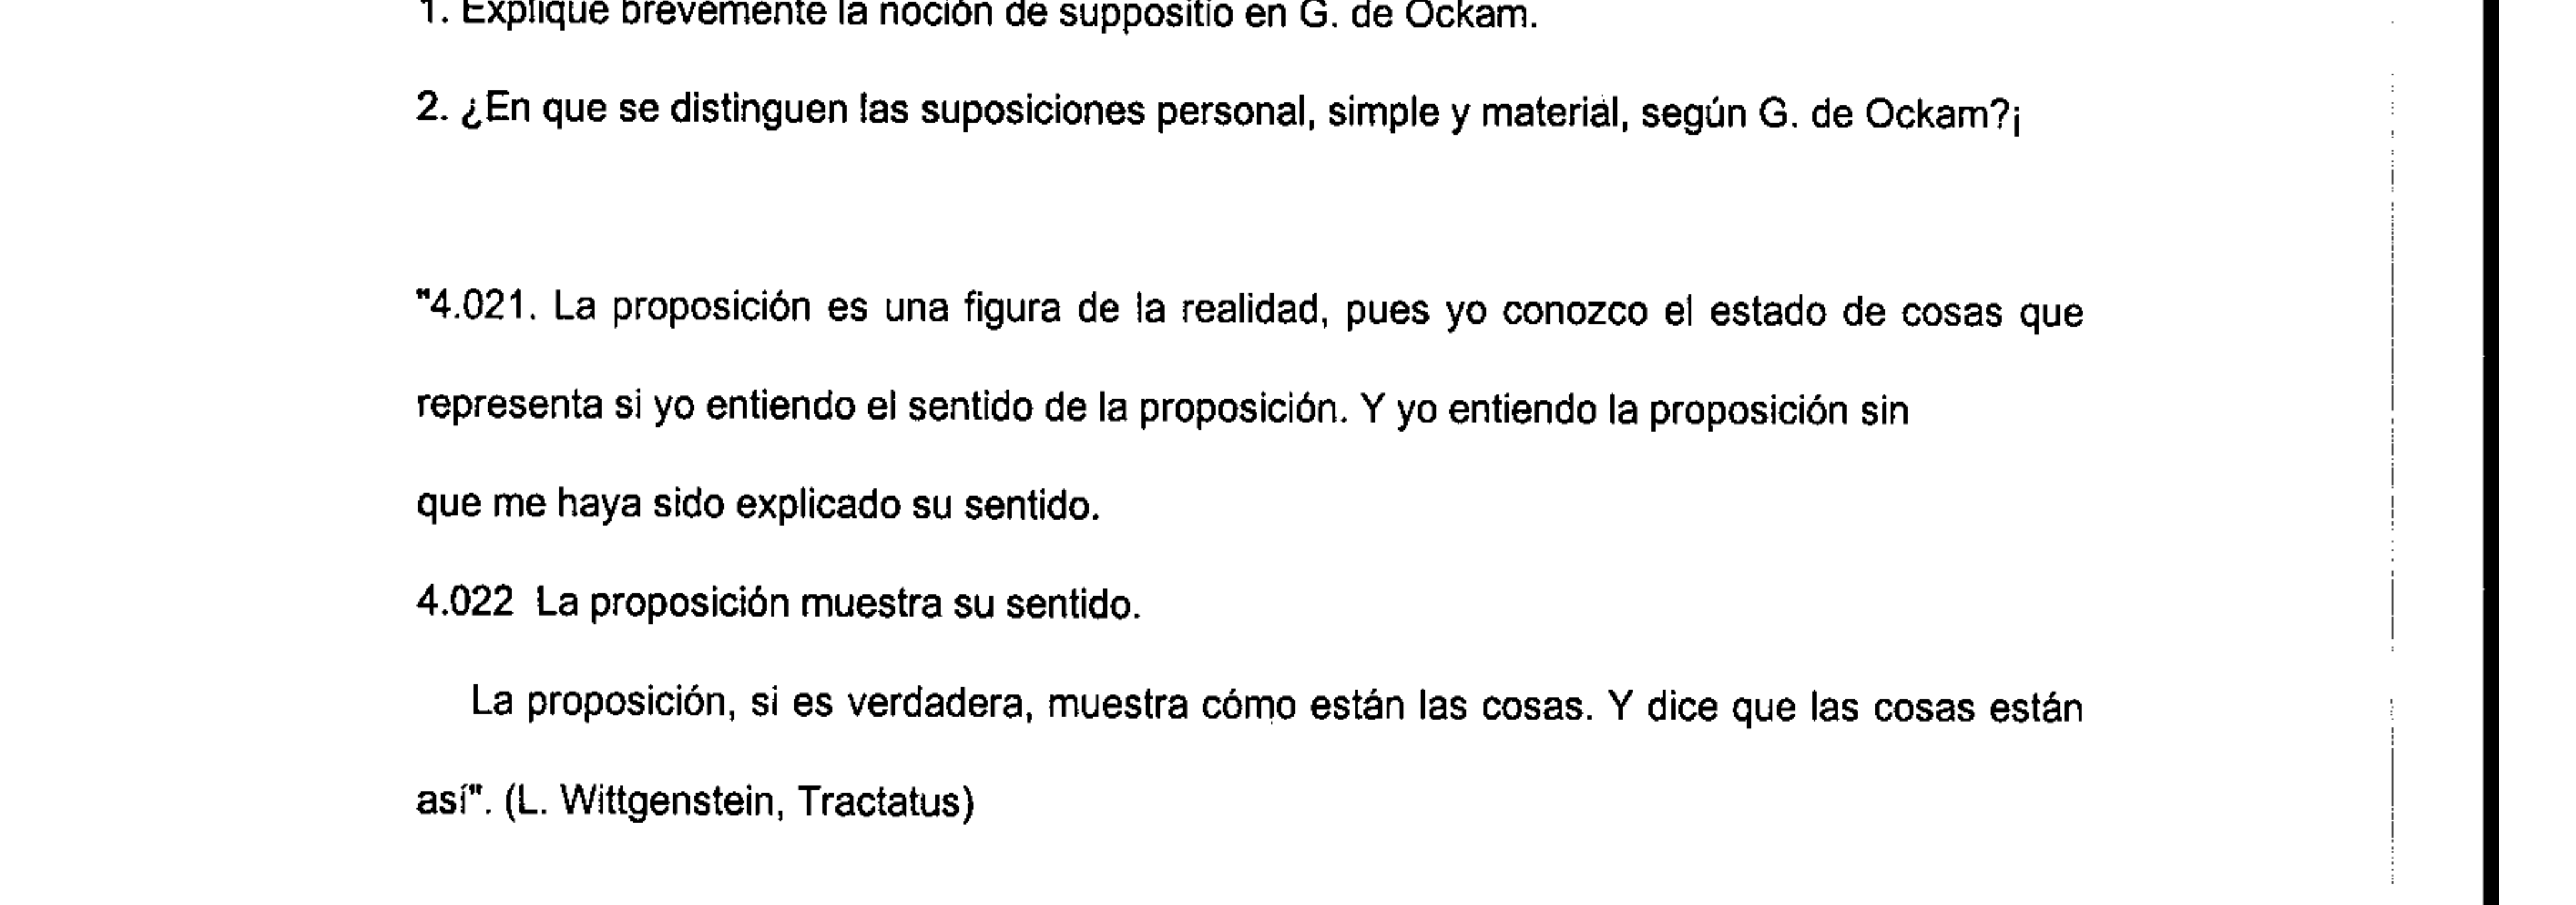 1. Explique brevemente la noción de suppositio en G. de Ockam.
2. ¿En que se distinguen las suposiciones personal, simple y material, según G. de Ockam?¡
"4.021. La proposición es una figura de la realidad, pues yo conozco el estado de cosas que
representa si yo entiendo el sentido de la proposición. Y yo entiendo la proposición sin
que me haya sido explicado su sentido.
4.022 La proposición muestra su sentido.
La proposición, si es verdadera, muestra cómo están las cosas. Y dice que las cosas están
así". (L. Wittgenstein, Tractatus)